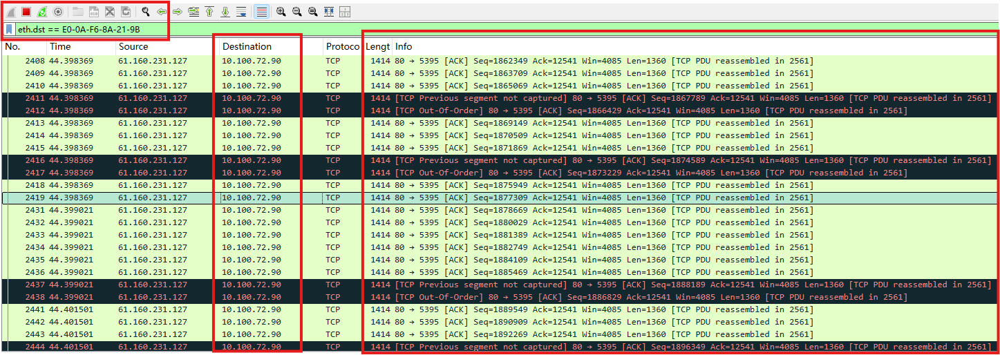 eth.dst == E0-0A-F6-8A-21-9B
No. Time Source Destination Protoco Lengt Info
2408 44.398369 61.160.231.127 10.100.72.90 TCP 1414 80 → 5395 [ACK] Seq=1862349 Ack=12541 Win=4085 Len=1360 [TCP PDU reassembled in 2561]
2409 44.398369 61.160.231.127 10.100.72.90 TCP 1414 80 → 5395 [ACK] Seq=1863709 Ack=12541 Win=4085 Len=1360 [TCP PDU reassembled in 2561]
2410 44.398369 61.160.231.127 10.100.72.90 TCP 1414 80 → 5395 [ACK] Seq=1865069 Ack=12541 Win=4085 Len=1360 [TCP PDU reassembled in 2561]
2411 44.398369 61.160.231.127 10.100.72.90 TCP 1414 [TCP Previous segment not captured] 80 → 5395 [ACK] Seq=1867789 Ack=12541 Win=4085 Len=1360 [TCP PDU reassembled in 2561]
2412 44.398369 61.160.231.127 10.100.72.90 TCP 1414 [TCP Out-Of-Order] 80 → 5395 [ACK] Seq=1866429 Ack=12541 Win=4085 Len=1360 [TCP PDU reassembled in 2561]
2413 44.398369 61.160.231.127 10.100.72.90 TCP 1414 80 → 5395 [ACK] Seq=1869149 Ack=12541 Win=4085 Len=1360 [TCP PDU reassembled in 2561]
2414 44.398369 61.160.231.127 10.100.72.90 TCP 1414 80 → 5395 [ACK] Seq=1870509 Ack=12541 Win=4085 Len=1360 [TCP PDU reassembled in 2561]
2415 44.398369 61.160.231.127 10.100.72.90 TCP 1414 80 → 5395 [ACK] Seq=1871869 Ack=12541 Win=4085 Len=1360 [TCP PDU reassembled in 2561]
2416 44.398369 61.160.231.127 10.100.72.90 TCP 1414 [TCP Previous segment not captured] 80 → 5395 [ACK] Seq=1874589 Ack=12541 Win=4085 Len=1360 [TCP PDU reassembled in 2561]
2417 44.398369 61.160.231.127 10.100.72.90 TCP 1414 [TCP Out-Of-Order] 80 → 5395 [ACK] Seq=1873229 Ack=12541 Win=4085 Len=1360 [TCP PDU reassembled in 2561]
2418 44.398369 61.160.231.127 10.100.72.90 TCP 1414 80 → 5395 [ACK] Seq=1875949 Ack=12541 Win=4085 Len=1360 [TCP PDU reassembled in 2561]
2419 44.398369 61.160.231.127 10.100.72.90 TCP 1414 80 → 5395 [ACK] Seq=1877309 Ack=12541 Win=4085 Len=1360 [TCP PDU reassembled in 2561]
2431 44.399021 61.160.231.127 10.100.72.90 TCP 1414 80 → 5395 [ACK] Seq=1878669 Ack=12541 Win=4085 Len=1360 [TCP PDU reassembled in 2561]
2432 44.399021 61.160.231.127 10.100.72.90 TCP 1414 80 → 5395 [ACK] Seq=1880029 Ack=12541 Win=4085 Len=1360 [TCP PDU reassembled in 2561]
2433 44.399021 61.160.231.127 10.100.72.90 TCP 1414 80 → 5395 [ACK] Seq=1881389 Ack=12541 Win=4085 Len=1360 [TCP PDU reassembled in 2561]
2434 44.399021 61.160.231.127 10.100.72.90 TCP 1414 80 → 5395 [ACK] Seq=1882749 Ack=12541 Win=4085 Len=1360 [TCP PDU reassembled in 2561]
2435 44.399021 61.160.231.127 10.100.72.90 TCP 1414 80 → 5395 [ACK] Seq=1884109 Ack=12541 Win=4085 Len=1360 [TCP PDU reassembled in 2561]
2436 44.399021 61.160.231.127 10.100.72.90 TCP 1414 80 → 5395 [ACK] Seq=1885469 Ack=12541 Win=4085 Len=1360 [TCP PDU reassembled in 2561]
2437 44.399021 61.160.231.127 10.100.72.90 TCP 1414 [TCP Previous segment not captured] 80 → 5395 [ACK] Seq=1888189 Ack=12541 Win=4085 Len=1360 [TCP PDU reassembled in 2561]
2438 44.399021 61.160.231.127 10.100.72.90 TCP 1414 [TCP Out-Of-Order] 80 → 5395 [ACK] Seq=1886829 Ack=12541 Win=4085 Len=1360 [TCP PDU reassembled in 2561]
2441 44.401501 61.160.231.127 10.100.72.90 TCP 1414 80 → 5395 [ACK] Seq=1889549 Ack=12541 Win=4085 Len=1360 [TCP PDU reassembled in 2561]
2442 44.401501 61.160.231.127 10.100.72.90 TCP 1414 80 → 5395 [ACK] Seq=1890909 Ack=12541 Win=4085 Len=1360 [TCP PDU reassembled in 2561]
2443 44.401501 61.160.231.127 10.100.72.90 TCP 1414 80 → 5395 [ACK] Seq=1892269 Ack=12541 Win=4085 Len=1360 [TCP PDU reassembled in 2561]
2444 44.401501 61.160.231.127 10.100.72.90 TCP 1414 [TCP Previous segment not captured] 80 → 5395 [ACK] Seq=1896349 Ack=12541 Win=4085 Len=1360 [TCP PDU reassembled in 2561]